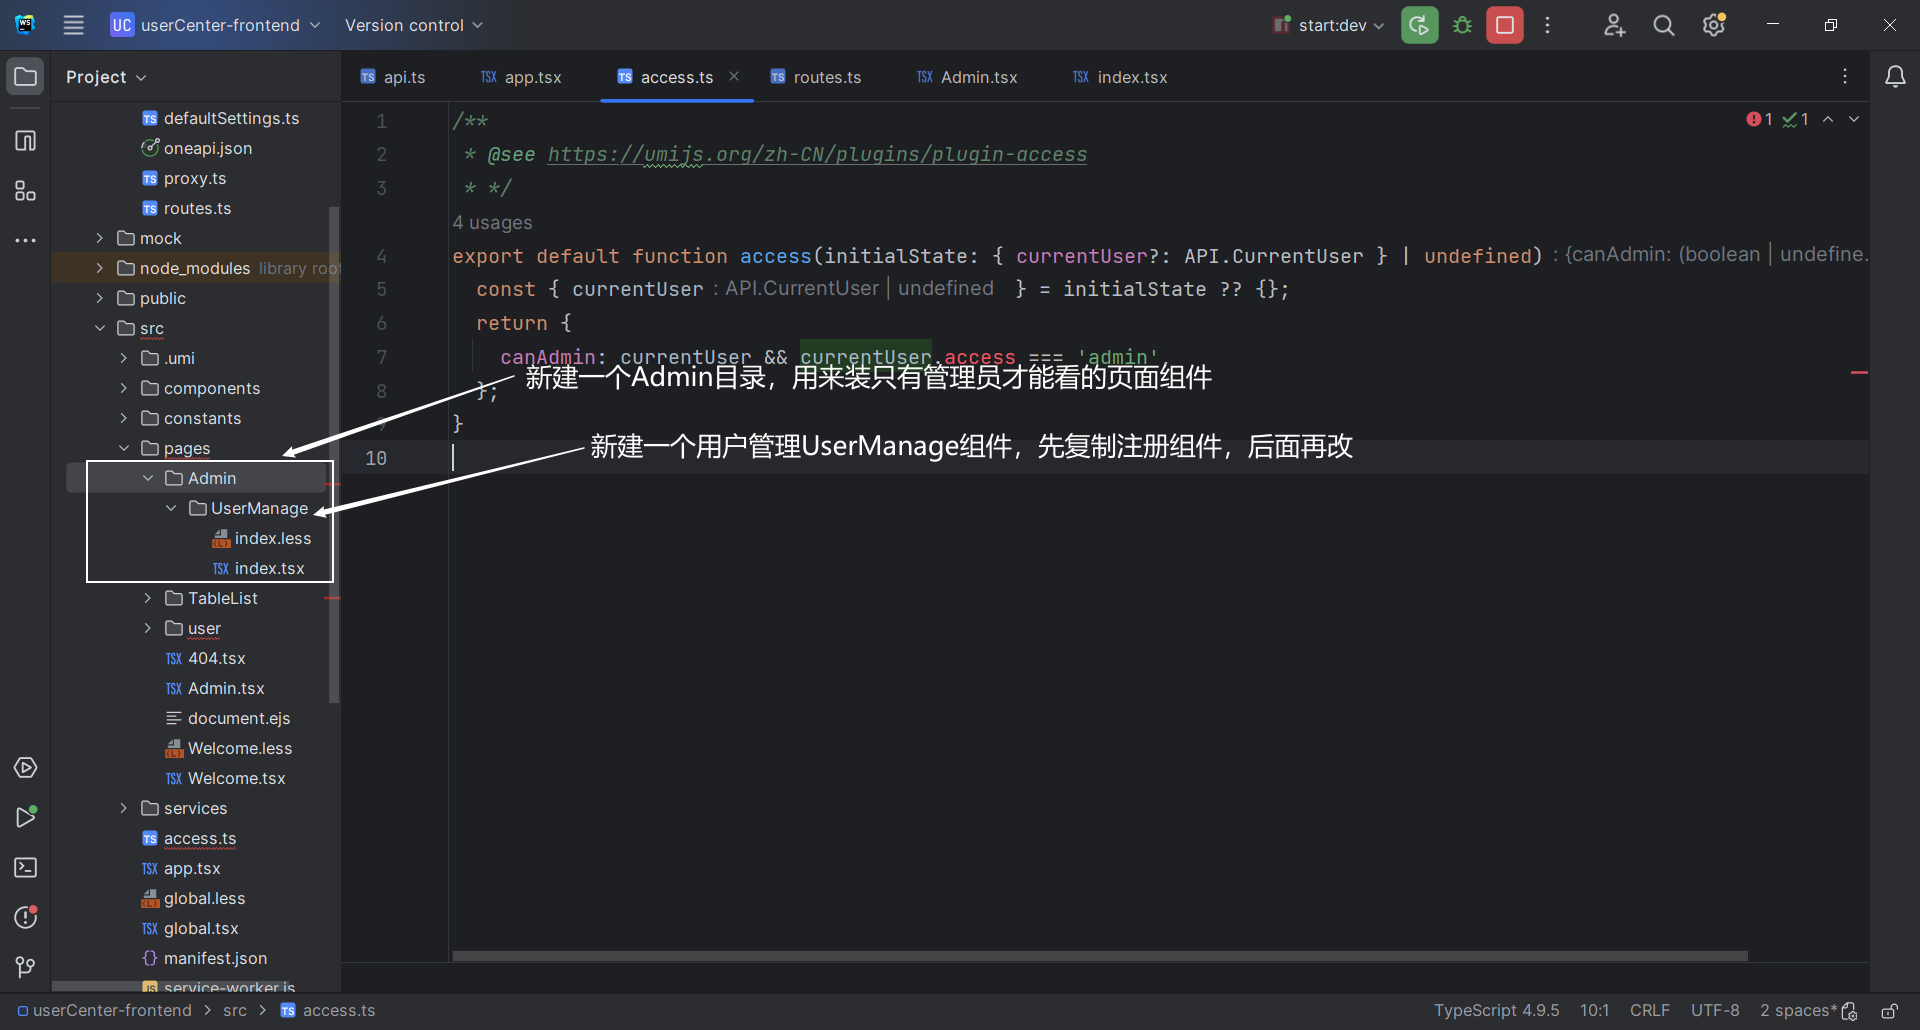 UC userCenter-frontend Version control start:dev
Project
api.ts app.tsx access.ts routes.ts Admin.tsx index.tsx
defaultSettings.ts
oneapi.json
proxy.ts
routes.ts
mock
node_modules library root
public
src
.umi
components
constants
pages
Admin
UserManage
index.less
index.tsx
TableList
user
404.tsx
Admin.tsx
document.ejs
Welcome.less
Welcome.tsx
services
access.ts
app.tsx
global.less
global.tsx
manifest.json
service-worker.js
1 /**
2 * @see https://umijs.org/zh-CN/plugins/plugin-access
3 * */
4 usages
4 export default function access(initialState: { currentUser?: API.CurrentUser } | undefined) : {canAdmin: (boolean | undefine...
5 const { currentUser : API.CurrentUser | undefined } = initialState ?? {};
6 return {
7 canAdmin: currentUser && currentUser.access === 'admin',
8 };
9 }
10
1 1
新建一个Admin目录，用来装只有管理员才能看的页面组件
新建一个用户管理UserManage组件，先复制注册组件，后面再改
userCenter-frontend > src > access.ts
TypeScript 4.9.5 10:1 CRLF UTF-8 2 spaces*